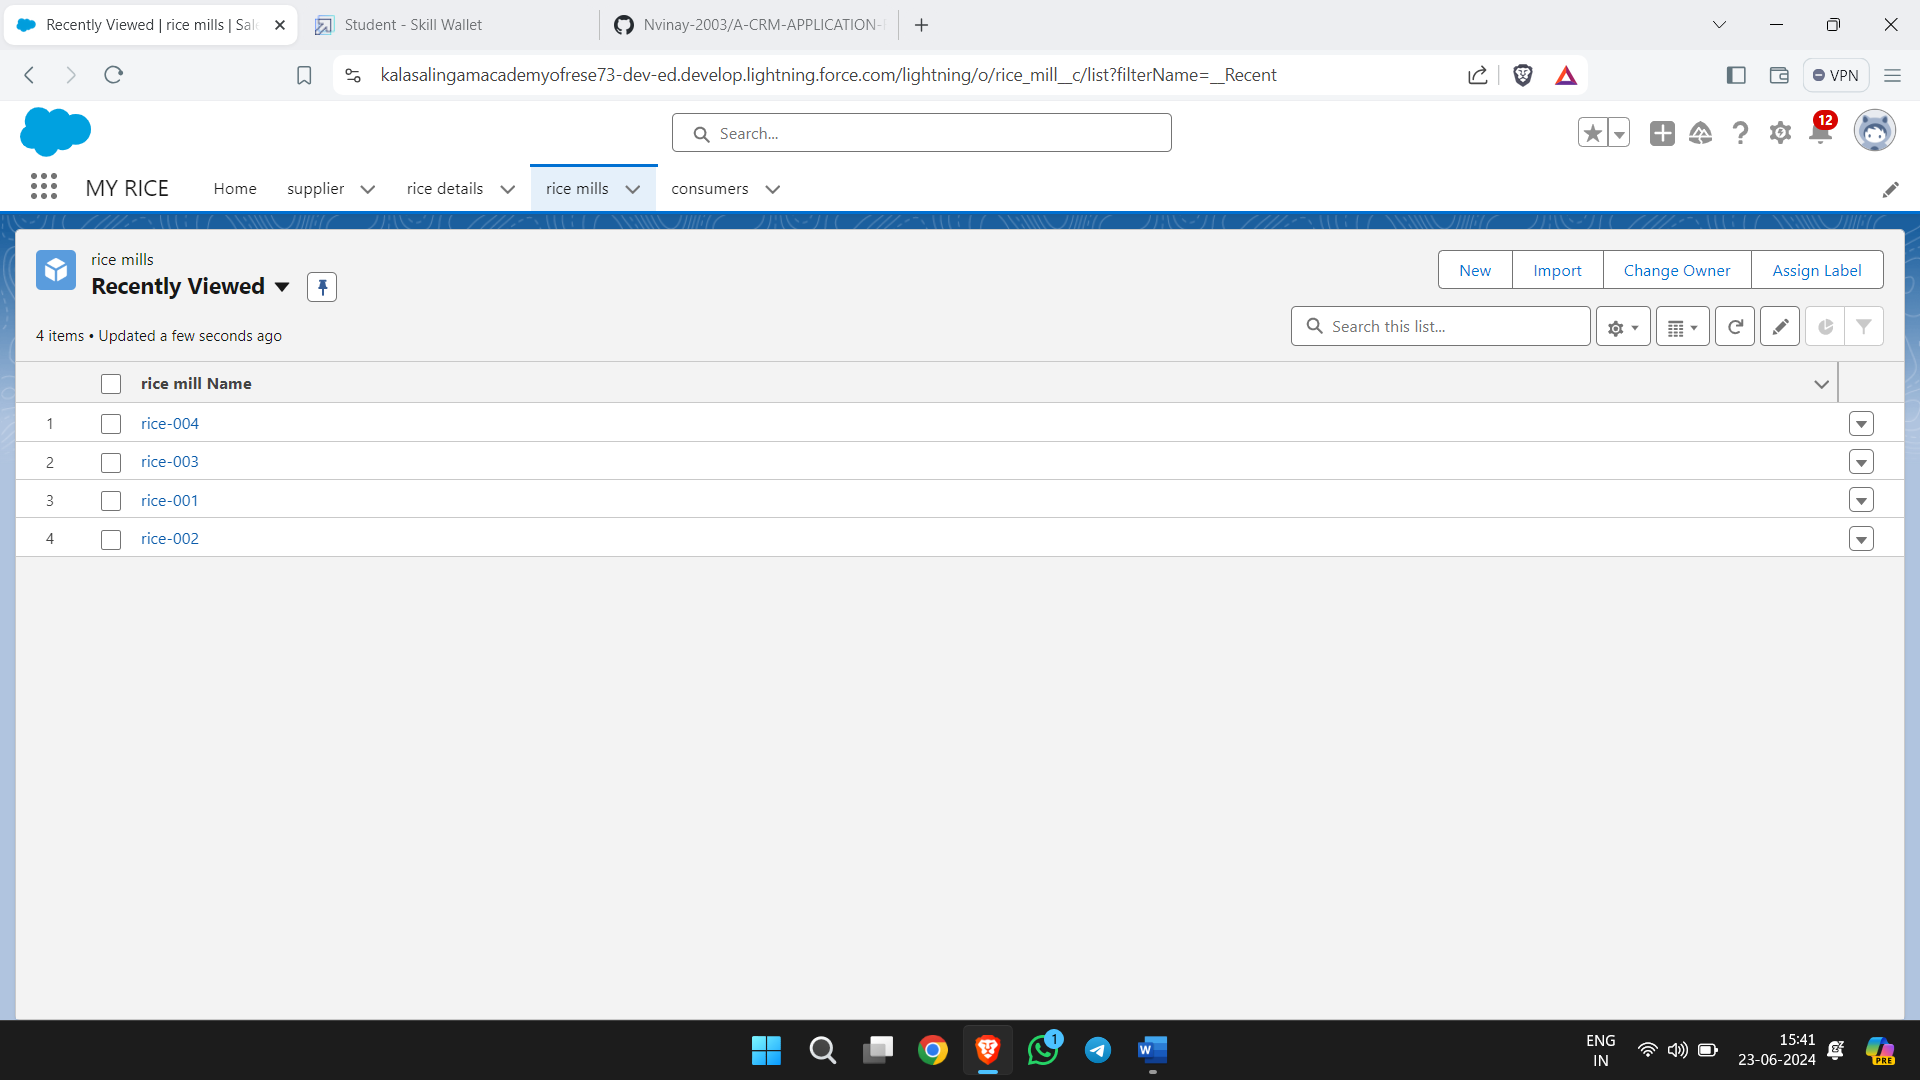 Recently Viewed | rice mills | Sal
Student - Skill Wallet
Nvinay-2003/A-CRM-APPLICATION-
kalasalingamacademyofrese73-dev-ed.develop.lightning.force.com/lightning/o/rice_mill__c/list?filterName=__Recent
VPN
Search...
12
MY RICE
Home
supplier
rice details
rice mills
consumers
rice mills
Recently Viewed
New
Import
Change Owner
Assign Label
4 items • Updated a few seconds ago
Search this list...
rice mill Name
1 rice-004
2 rice-003
3 rice-001
4 rice-002
1
W
ENG
IN
15:41
23-06-2024
PRE